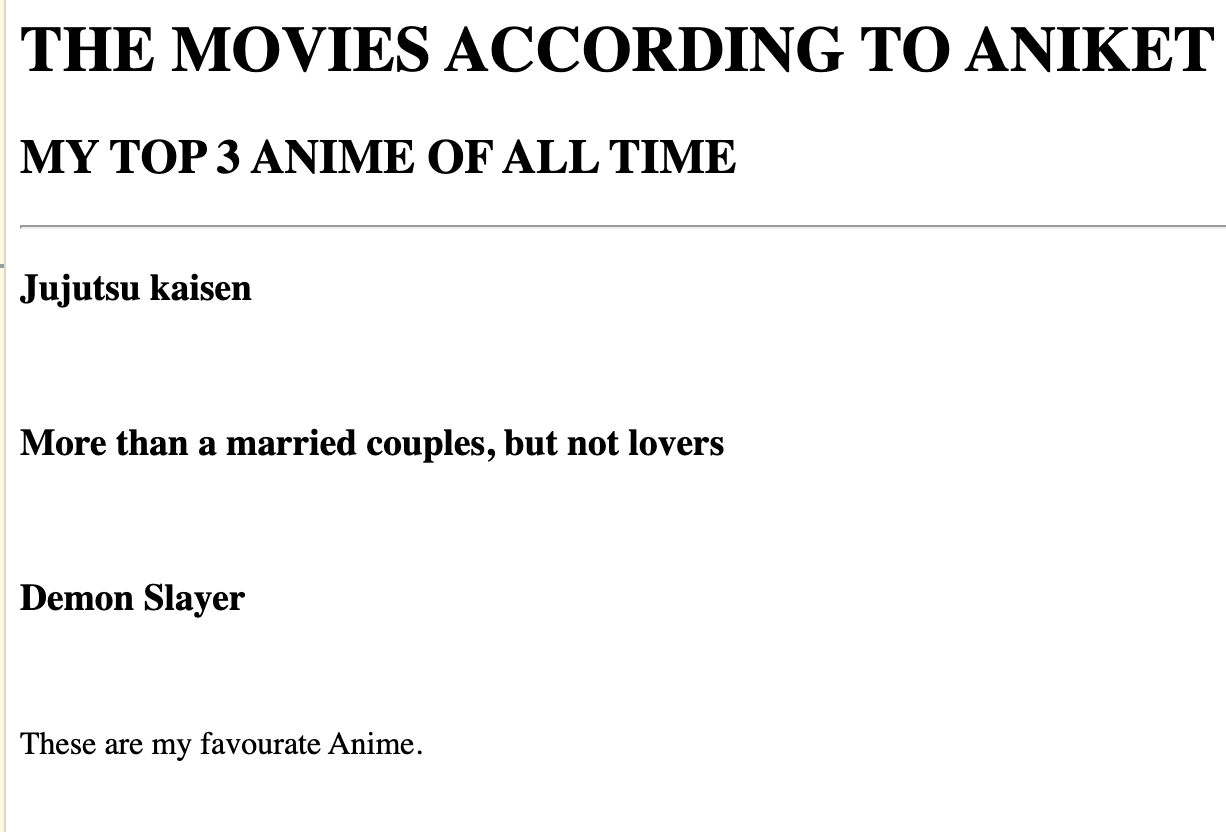 THE MOVIES ACCORDING TO ANIKET
MY TOP 3 ANIME OF ALL TIME
Jujutsu kaisen
More than a married couples, but not lovers
Demon Slayer
These are my favourate Anime.